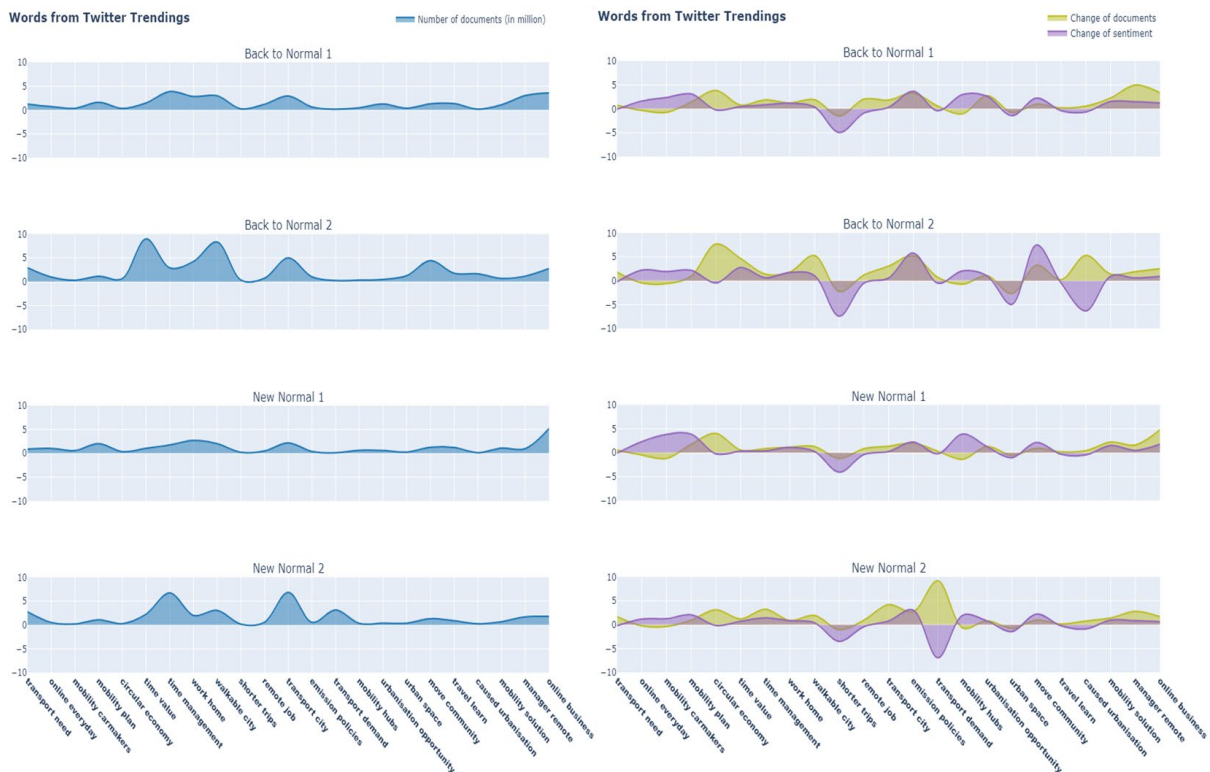 Words from Twitter Trendings
Number of documents (in million)
Back to Normal 1
10
5
0
−5
−10
Back to Normal 2
10
5
0
−5
−10
New Normal 1
10
5
0
−5
−10
New Normal 2
10
5
0
−5
−10
transport need
online everyday
mobility carmakers
mobility plan
circular economy
time value
time management
work home
walkable city
shorter trips
remote job
transport city
emission policies
transport demand
mobility hubs
urbanisation opportunity
urban space
move community
travel learn
caused urbanisation
mobility solution
manager remote
online business
Words from Twitter Trendings
Change of documents
Change of sentiment
Back to Normal 1
10
5
0
−5
−10
Back to Normal 2
10
5
0
−5
−10
New Normal 1
10
5
0
−5
−10
New Normal 2
10
5
0
−5
−10
transport need
online everyday
mobility carmakers
mobility plan
circular economy
time value
time management
work home
walkable city
shorter trips
remote job
transport city
emission policies
transport demand
mobility hubs
urbanisation opportunity
urban space
move community
travel learn
caused urbanisation
mobility solution
manager remote
online business